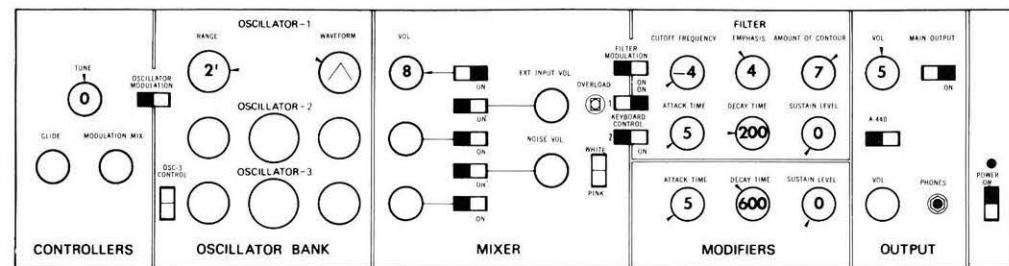 CONTROLLERS
TUNE
0
OSCILLATOR
MODULATION
ON
GLIDE
MODULATION MIX
OSCILLATOR BANK
OSCILLATOR-1
RANGE
WAVEFORM
2'
OSCILLATOR-2
OSCILLATOR-3
OSC-3
CONTROL
MIXER
VOL
8
ON
ON
ON
ON
ON
EXT INPUT VOL
OVERLOAD
NOISE VOL
WHITE
PINK
MODIFIERS
FILTER
FILTER
MODULATION
ON
ON
1
KEYBOARD
CONTROL
2
ON
CUTOFF FREQUENCY
EMPHASIS
AMOUNT OF CONTOUR
-4
4
7
ATTACK TIME
DECAY TIME
SUSTAIN LEVEL
5
200
0
ATTACK TIME
DECAY TIME
SUSTAIN LEVEL
5
600
0
OUTPUT
VOL
MAIN OUTPUT
5
ON
A-440
VOL
PHONES
POWER
ON